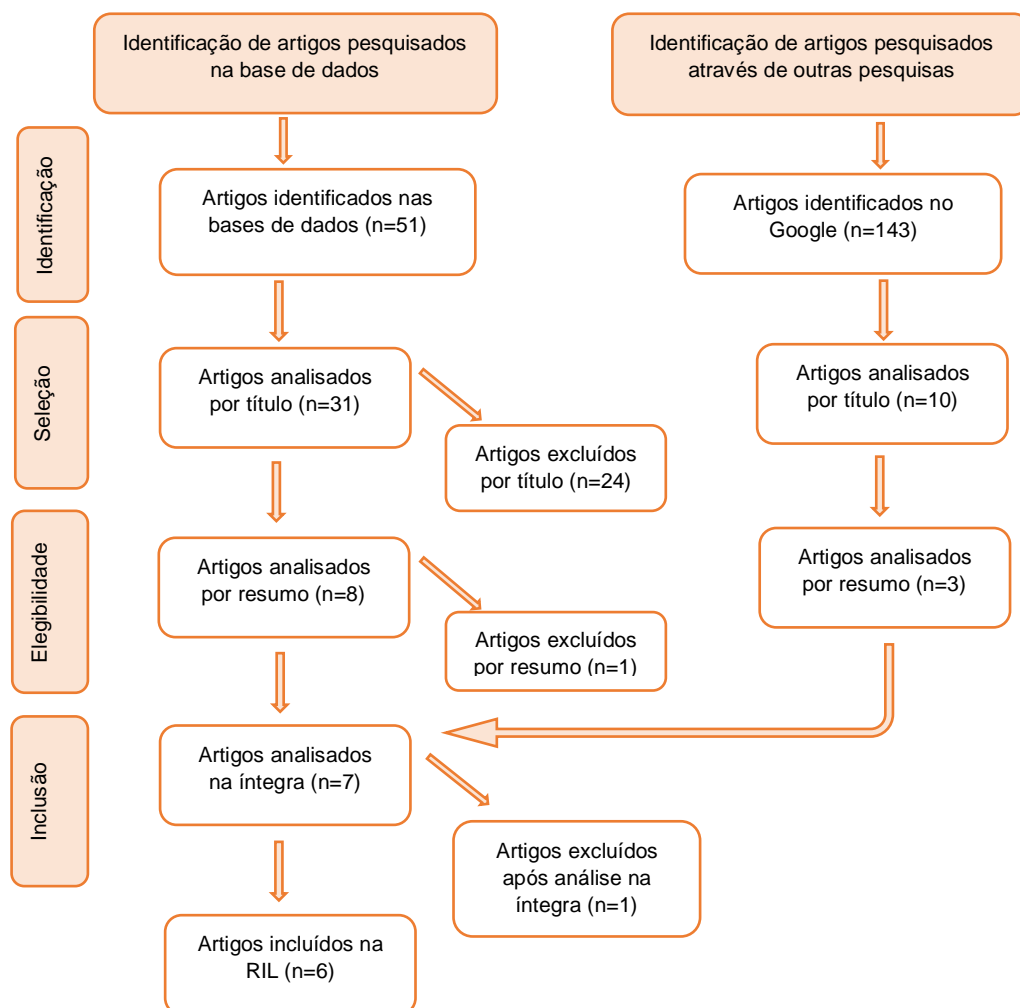 Identificação de artigos pesquisados
na base de dados
Identificação de artigos pesquisados
através de outras pesquisas
Identificação
Artigos identificados nas
bases de dados (n=51)
Artigos identificados no
Google (n=143)
Seleção
Artigos analisados
por título (n=31)
Artigos analisados
por título (n=10)
Artigos excluídos
por título (n=24)
Elegibilidade
Artigos analisados
por resumo (n=8)
Artigos analisados
por resumo (n=3)
Artigos excluídos
por resumo (n=1)
Inclusão
Artigos analisados
na íntegra (n=7)
Artigos excluídos
após análise na
íntegra (n=1)
Artigos incluídos na
RIL (n=6)